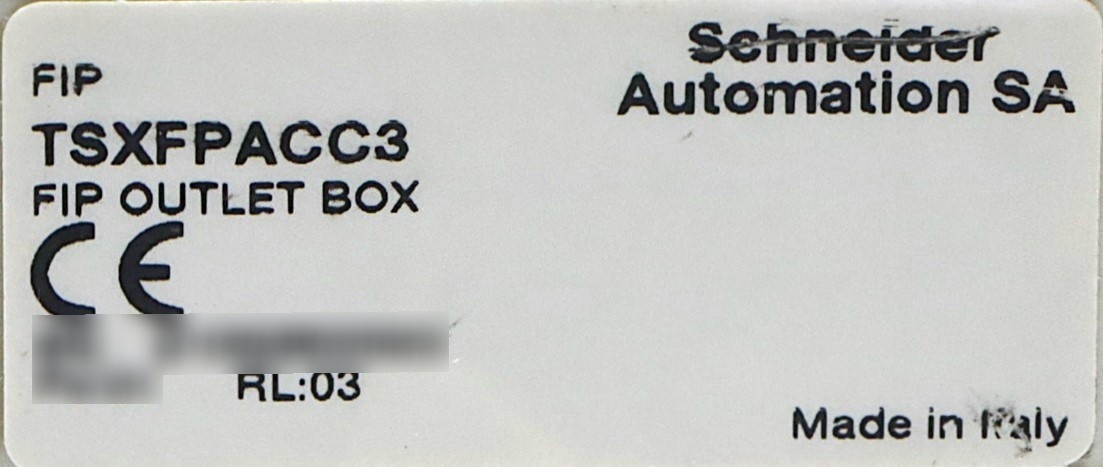 Schneider
Automation SA
FIP
TSXFPACC3
FIP OUTLET BOX
CE
RL:03
Made in Italy